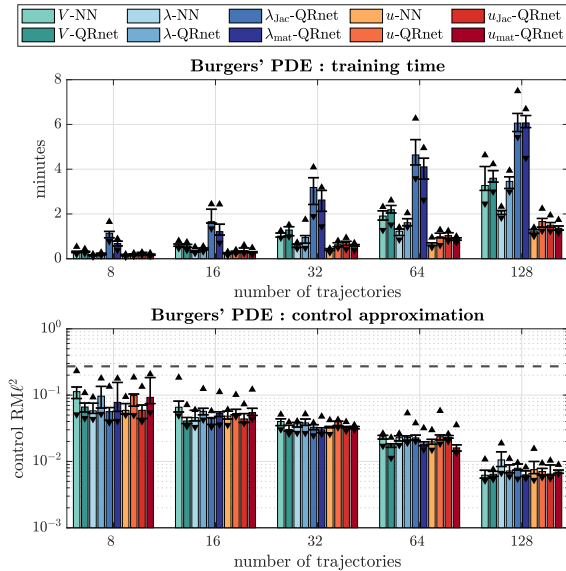 V-NN λ-NN λJac-QRnet u-NN uJac-QRnet
V-QRnet λ-QRnet λmat-QRnet u-QRnet umat-QRnet
Burgers' PDE : training time
8
6
4
2
0
minutes
8 16 32 64 128
number of trajectories
Burgers' PDE : control approximation
10⁰
10⁻¹
10⁻²
10⁻³
control RMℓ²
8 16 32 64 128
number of trajectories